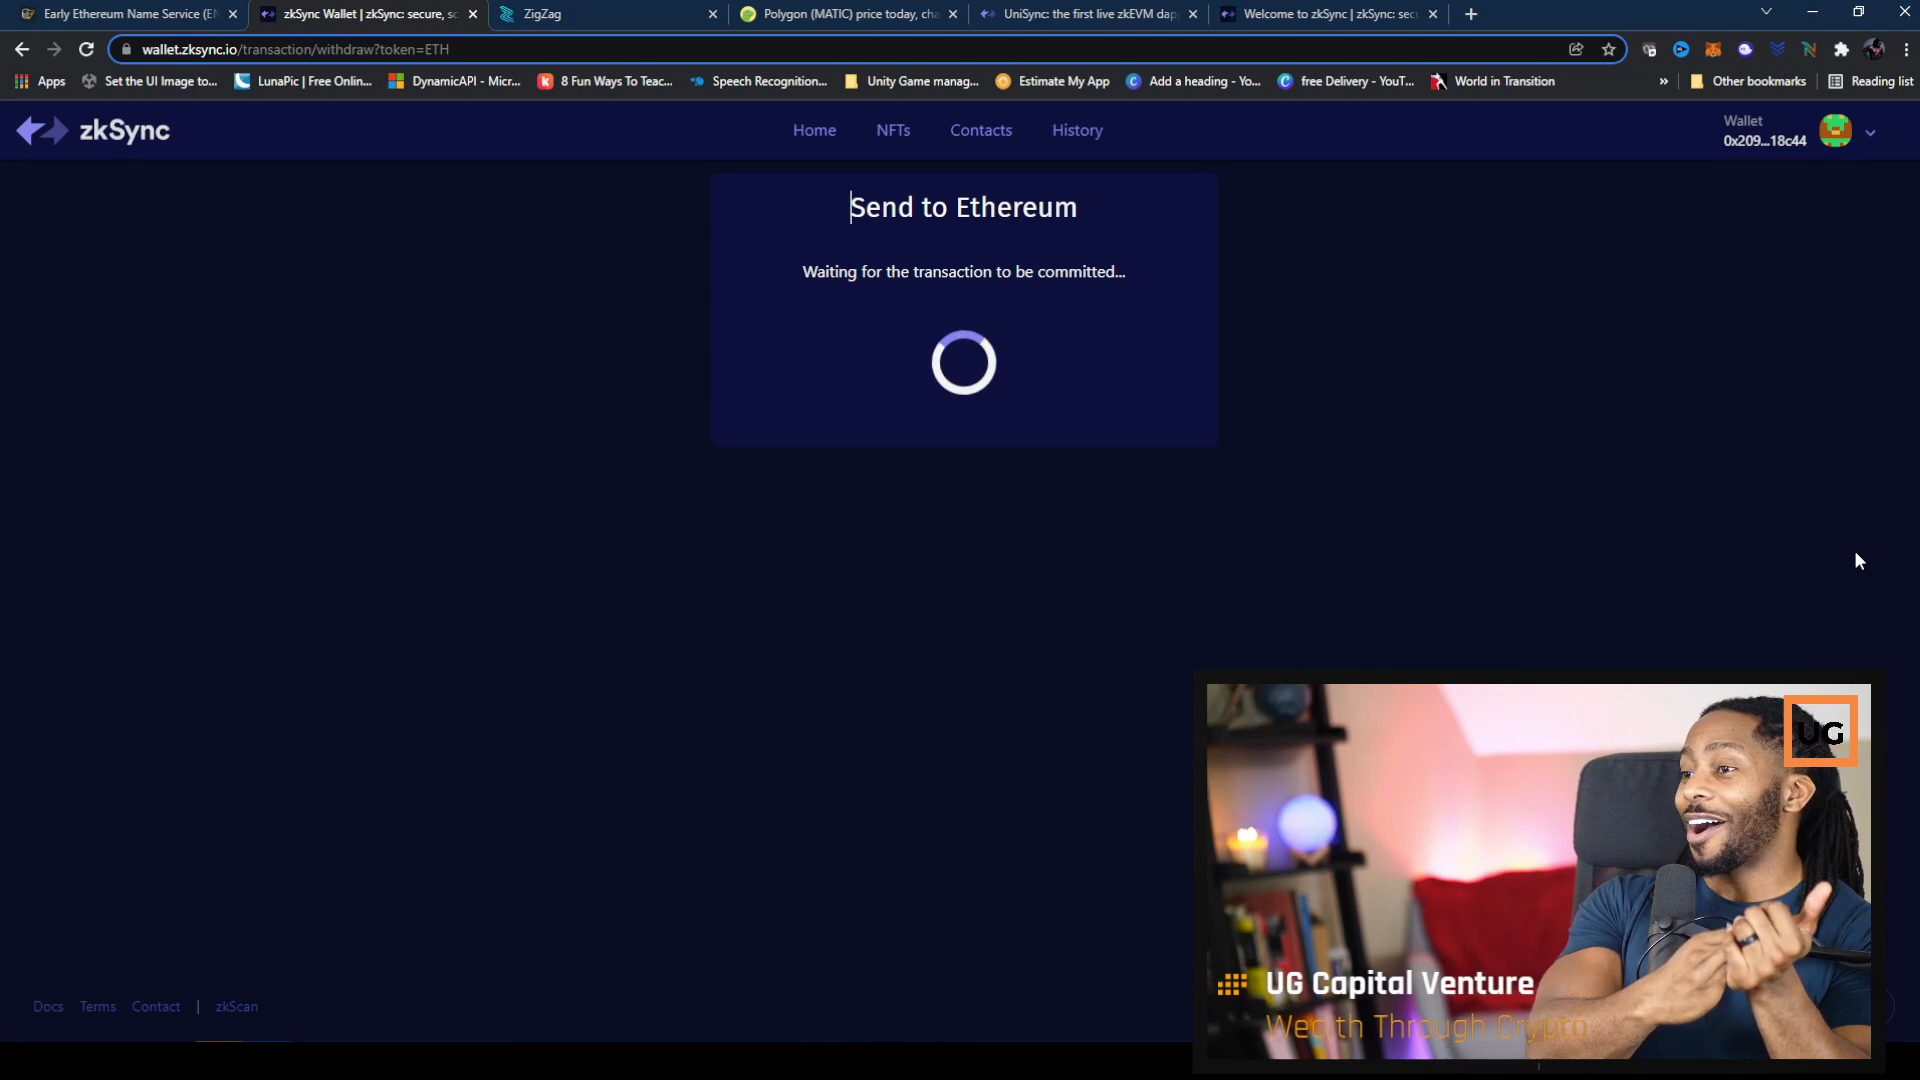 Early Ethereum Name Service (EN
zkSync Wallet | zkSync: secure, sc
ZigZag
Polygon (MATIC) price today, cha
UniSync: the first live zkEVM dap
Welcome to zkSync | zkSync: sec
wallet.zksync.io/transaction/withdraw?token=ETH
Apps
Set the UI Image to...
LunaPic | Free Onlin...
DynamicAPI - Micr...
8 Fun Ways To Teac...
Speech Recognition...
Unity Game manag...
Estimate My App
Add a heading - Yo...
free Delivery - YouT...
World in Transition
»
Other bookmarks
Reading list
zkSync
Home
NFTs
Contacts
History
Wallet
0x209...18c44
Send to Ethereum
Waiting for the transaction to be committed...
UG
UG Capital Venture
Wealth Through Crypto
Docs
Terms
Contact
|
zkScan